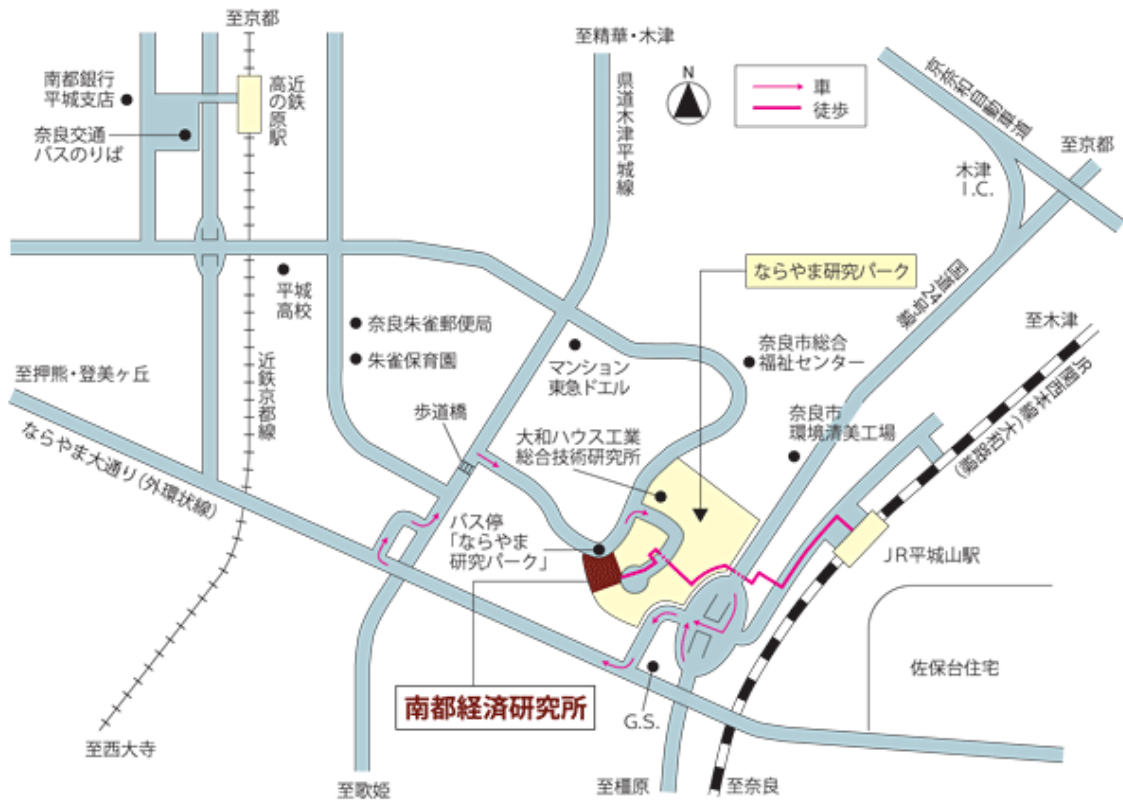 至京都
南都銀行
平城支店
奈良交通
バスのりば
近鉄
高の原駅
至精華・木津
県道木津平城線
N
車
徒歩
京奈和自動車道
至京都
木津
I.C.
国道24号線
ならやま研究パーク
平城
高校
奈良朱雀郵便局
朱雀保育園
マンション
東急ドエル
奈良市総合
福祉センター
至木津
JR関西本線(大和路線)
至押熊・登美ヶ丘
ならやま大通り(外環状線)
近鉄京都線
歩道橋
大和ハウス工業
総合技術研究所
奈良市
環境清美工場
バス停
「ならやま
研究パーク」
JR平城山駅
佐保台住宅
南都経済研究所
G.S.
至西大寺
至歌姫
至橿原
至奈良